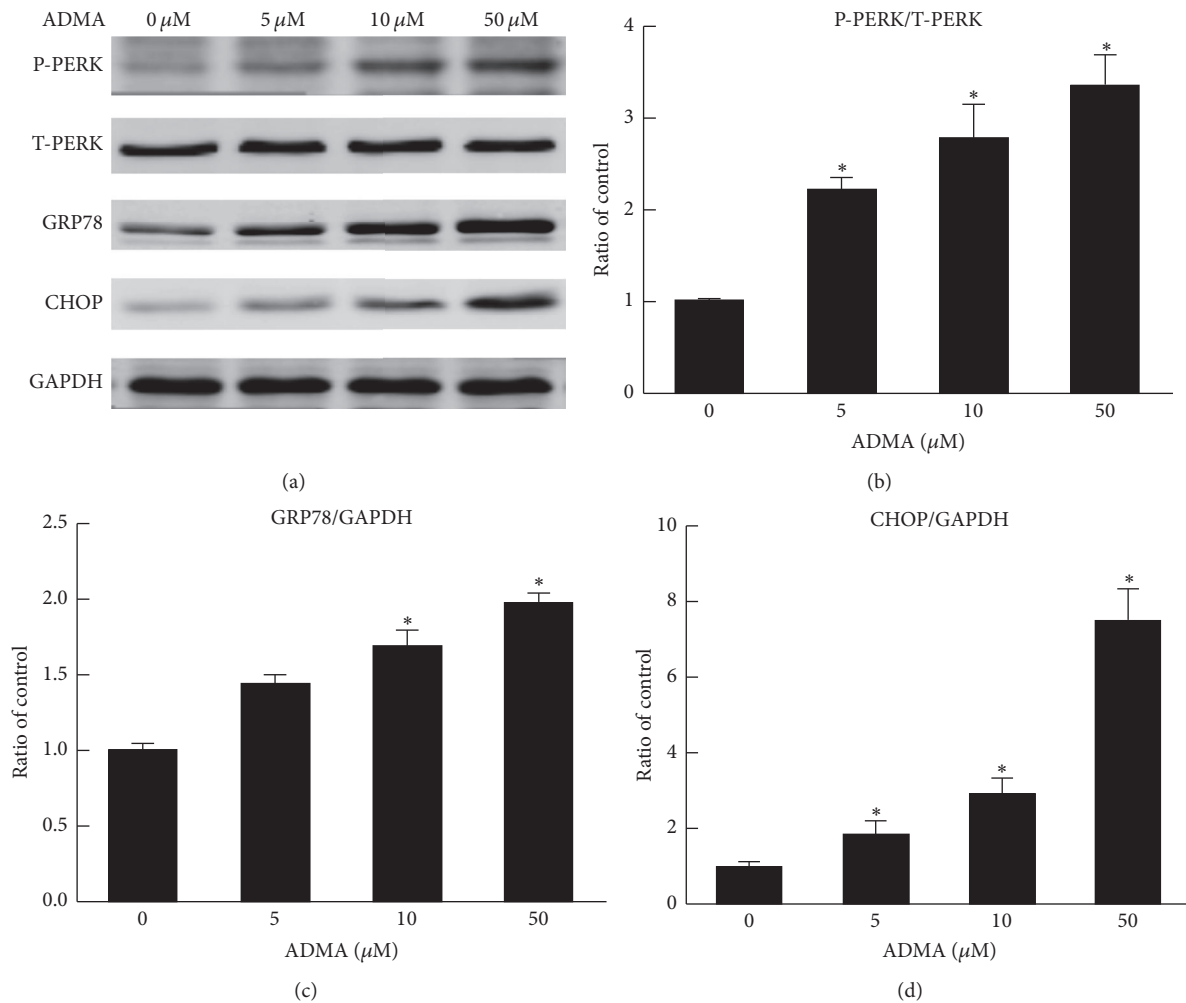 ADMA 0 μM 5 μM 10 μM 50 μM
P-PERK
T-PERK
GRP78
CHOP
GAPDH
(a)
P-PERK/T-PERK
4
3
2
1
0
Ratio of control
* * *
0 5 10 50
ADMA (μM)
(b)
GRP78/GAPDH
2.5
2.0
1.5
1.0
0.5
0.0
Ratio of control
* *
0 5 10 50
ADMA (μM)
(c)
CHOP/GAPDH
10
8
6
4
2
0
Ratio of control
* * *
0 5 10 50
ADMA (μM)
(d)